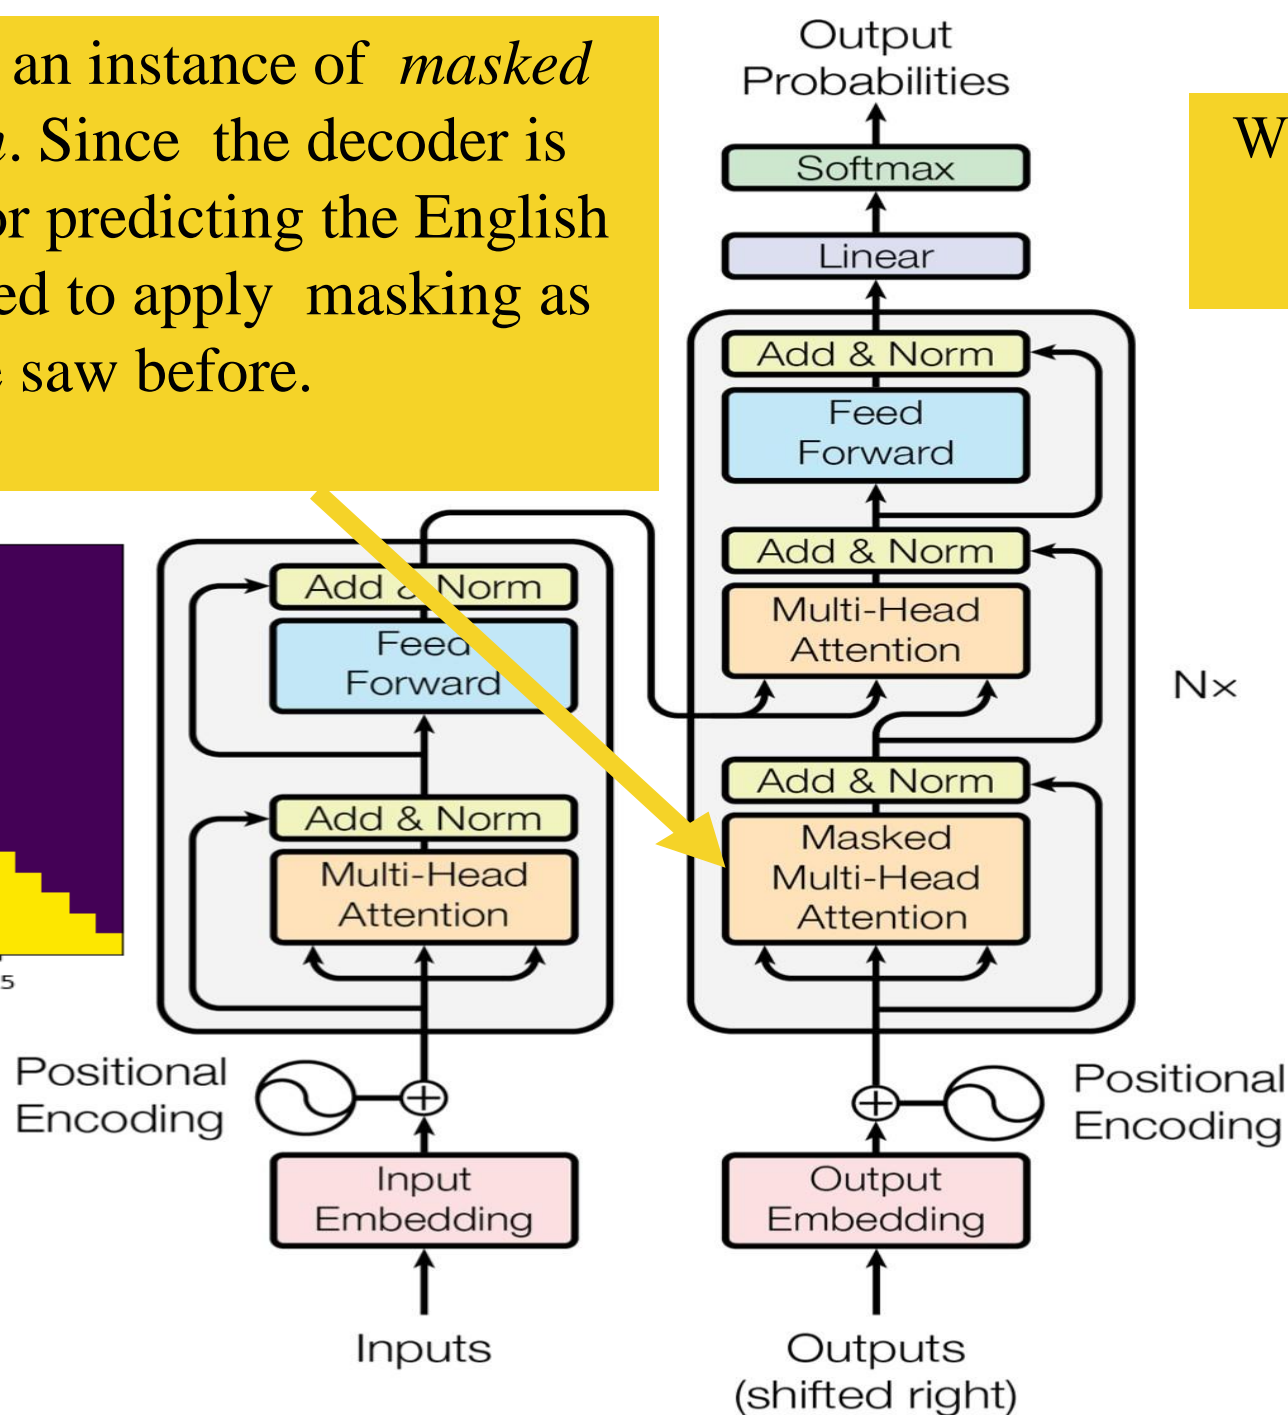 an instance of masked
. Since the decoder is
or predicting the English
ed to apply masking as
saw before.
W
Output
Probabilities
Softmax
Linear
Add & Norm
Feed
Forward
Add & Norm
Multi-Head
Attention
Add & Norm
Masked
Multi-Head
Attention
Nx
Add & Norm
Feed
Forward
Add & Norm
Multi-Head
Attention
5
Positional
Encoding
Input
Embedding
Inputs
Positional
Encoding
Output
Embedding
Outputs
(shifted right)